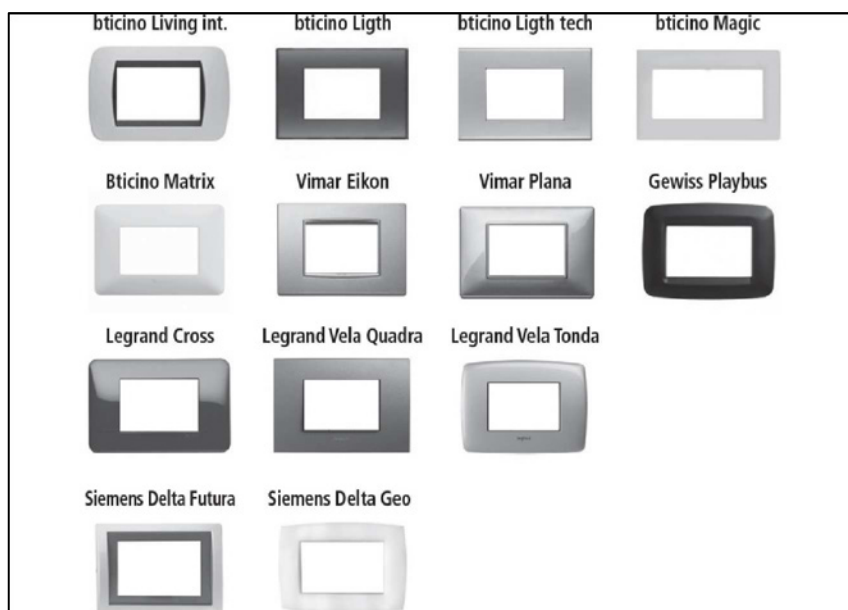 bticino Living int.
bticino Ligth
bticino Ligth tech
bticino Magic
Bticino Matrix
Vimar Eikon
Vimar Plana
Gewiss Playbus
Legrand Cross
Legrand Vela Quadra
Legrand Vela Tonda
Siemens Delta Futura
Siemens Delta Geo